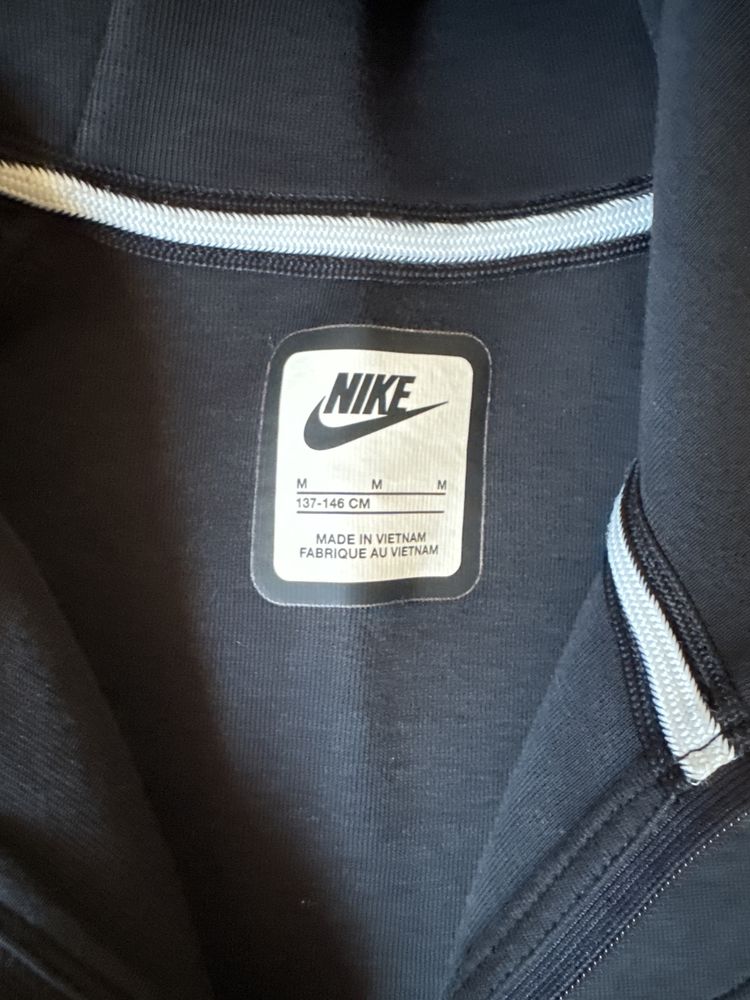 NIKE
M M M
137-146 CM
MADE IN VIETNAM
FABRIQUE AU VIETNAM